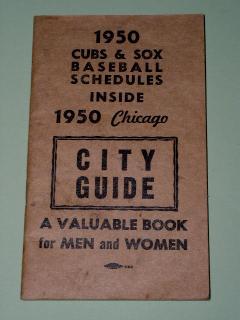 1950
CUBS & SOX
BASEBALL
SCHEDULES
INSIDE
1950 Chicago
CITY
GUIDE
A VALUABLE BOOK
for MEN and WOMEN